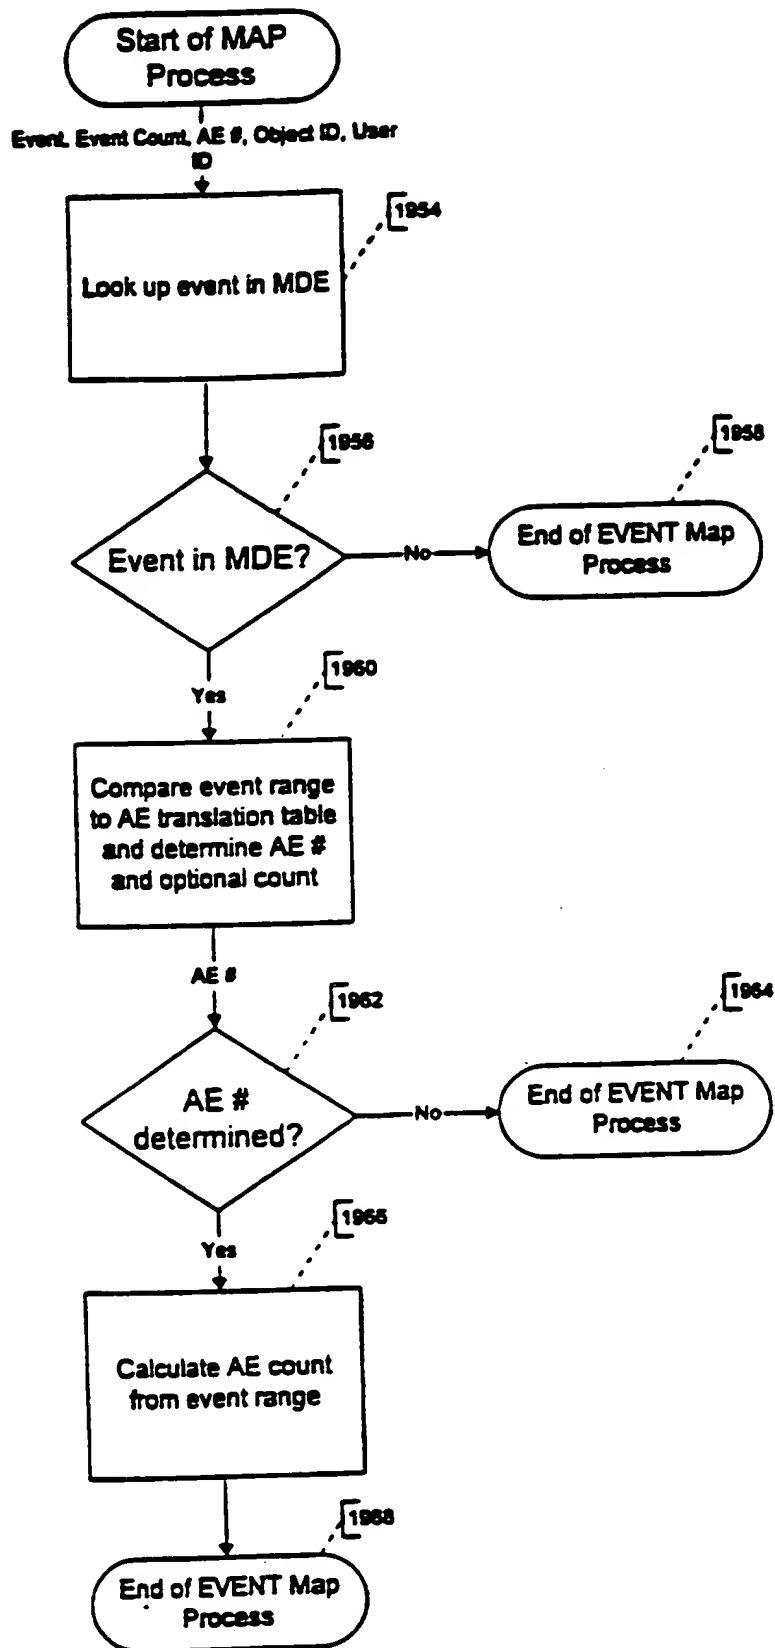 Start of MAP
Process
Event, Event Count, AE #, Object ID, User
ID
1954
Look up event in MDE
1956
1958
Event in MDE?
No
End of EVENT Map
Process
Yes
1960
Compare event range
to AE translation table
and determine AE #
and optional count
AE #
1962
1964
AE #
determined?
No
End of EVENT Map
Process
Yes
1966
Calculate AE count
from event range
1968
End of EVENT Map
Process